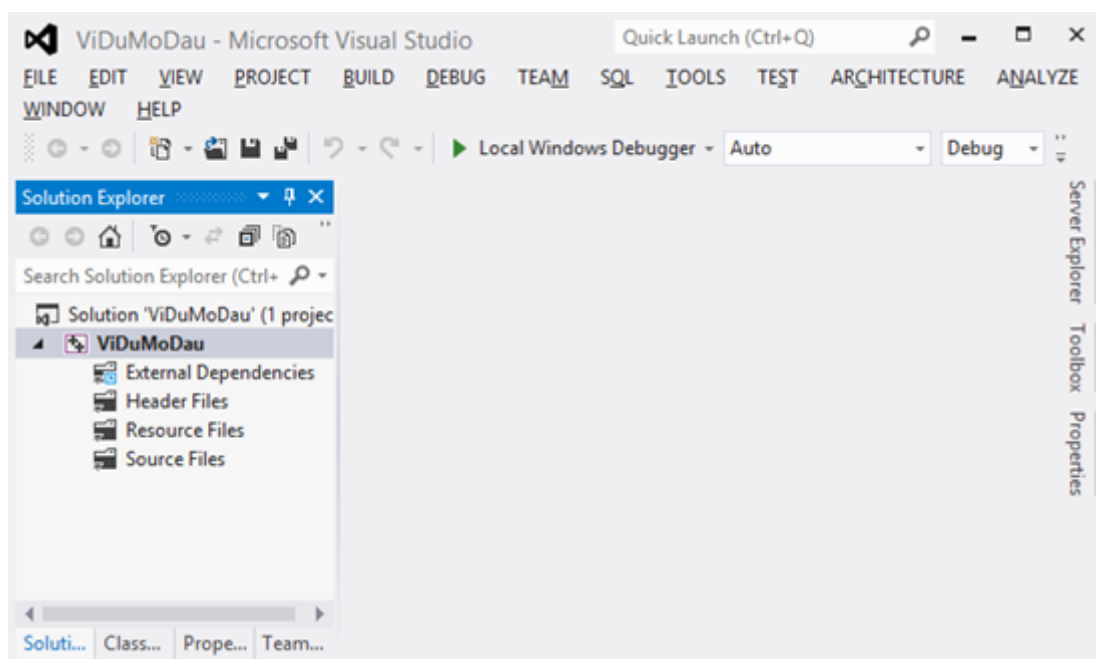 ViDuMoDau - Microsoft Visual Studio
Quick Launch (Ctrl+Q)
FILE EDIT VIEW PROJECT BUILD DEBUG TEAM SQL TOOLS TEST ARCHITECTURE ANALYZE
WINDOW HELP
Local Windows Debugger Auto Debug
Solution Explorer
Search Solution Explorer (Ctrl+
Solution 'ViDuMoDau' (1 projec
ViDuMoDau
External Dependencies
Header Files
Resource Files
Source Files
Soluti... Class... Prope... Team...
Server Explorer
Toolbox
Properties